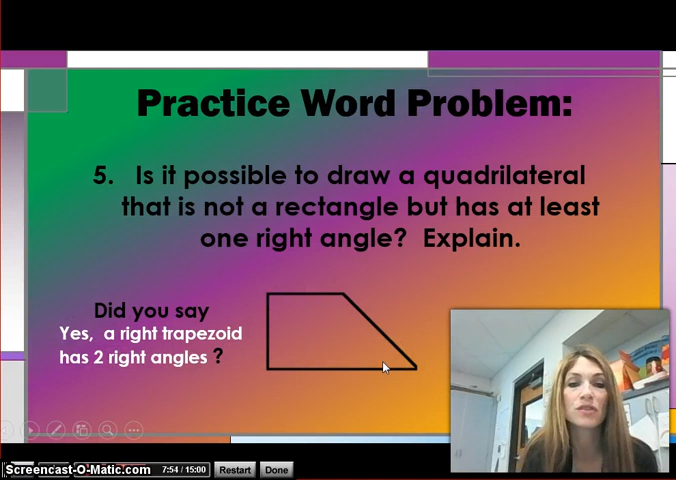 Practice Word Problem:
5. Is it possible to draw a quadrilateral
that is not a rectangle but has at least
one right angle? Explain.
Did you say
Yes, a right trapezoid
has 2 right angles ?
Screencast-O-Matic.com
7:54 / 15:00
Restart
Done